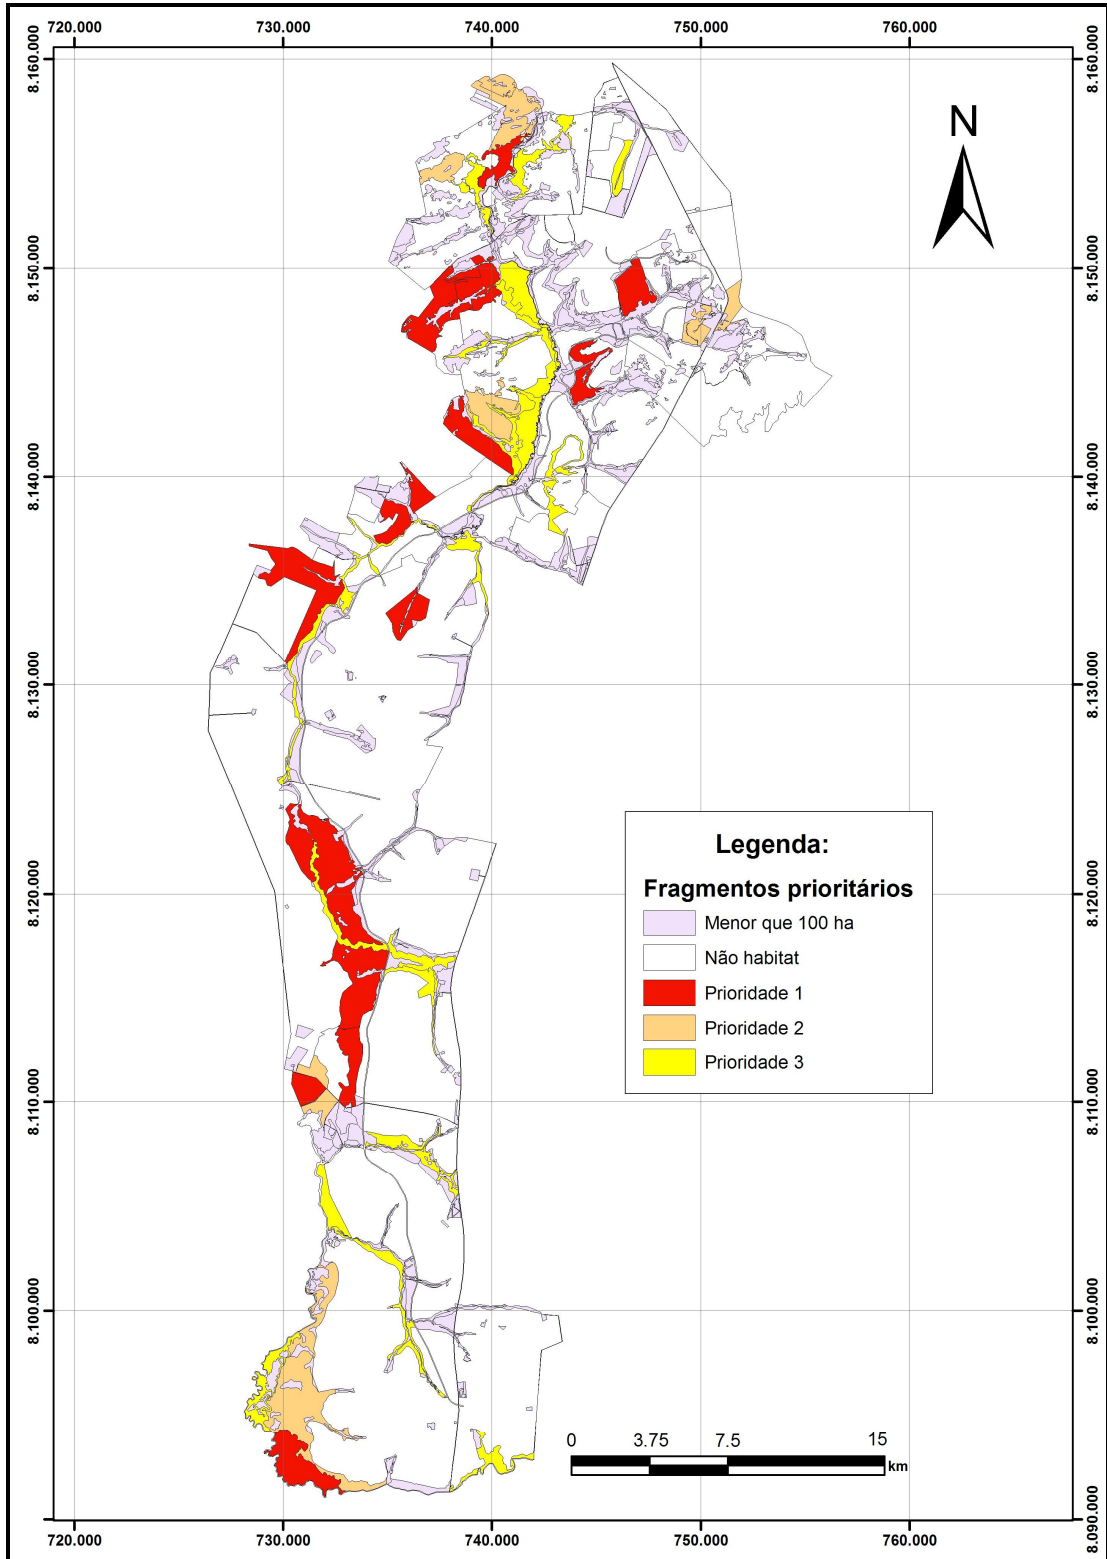 720.000 730.000 740.000 750.000 760.000
8.160.000 8.160.000
N
8.150.000 8.150.000
8.140.000 8.140.000
8.130.000 8.130.000
Legenda:
Fragmentos prioritários
Menor que 100 ha
Não habitat
Prioridade 1
Prioridade 2
Prioridade 3
8.120.000 8.120.000
8.110.000 8.110.000
8.100.000 8.100.000
0 3.75 7.5 15
km
8.090.000 8.090.000
720.000 730.000 740.000 750.000 760.000